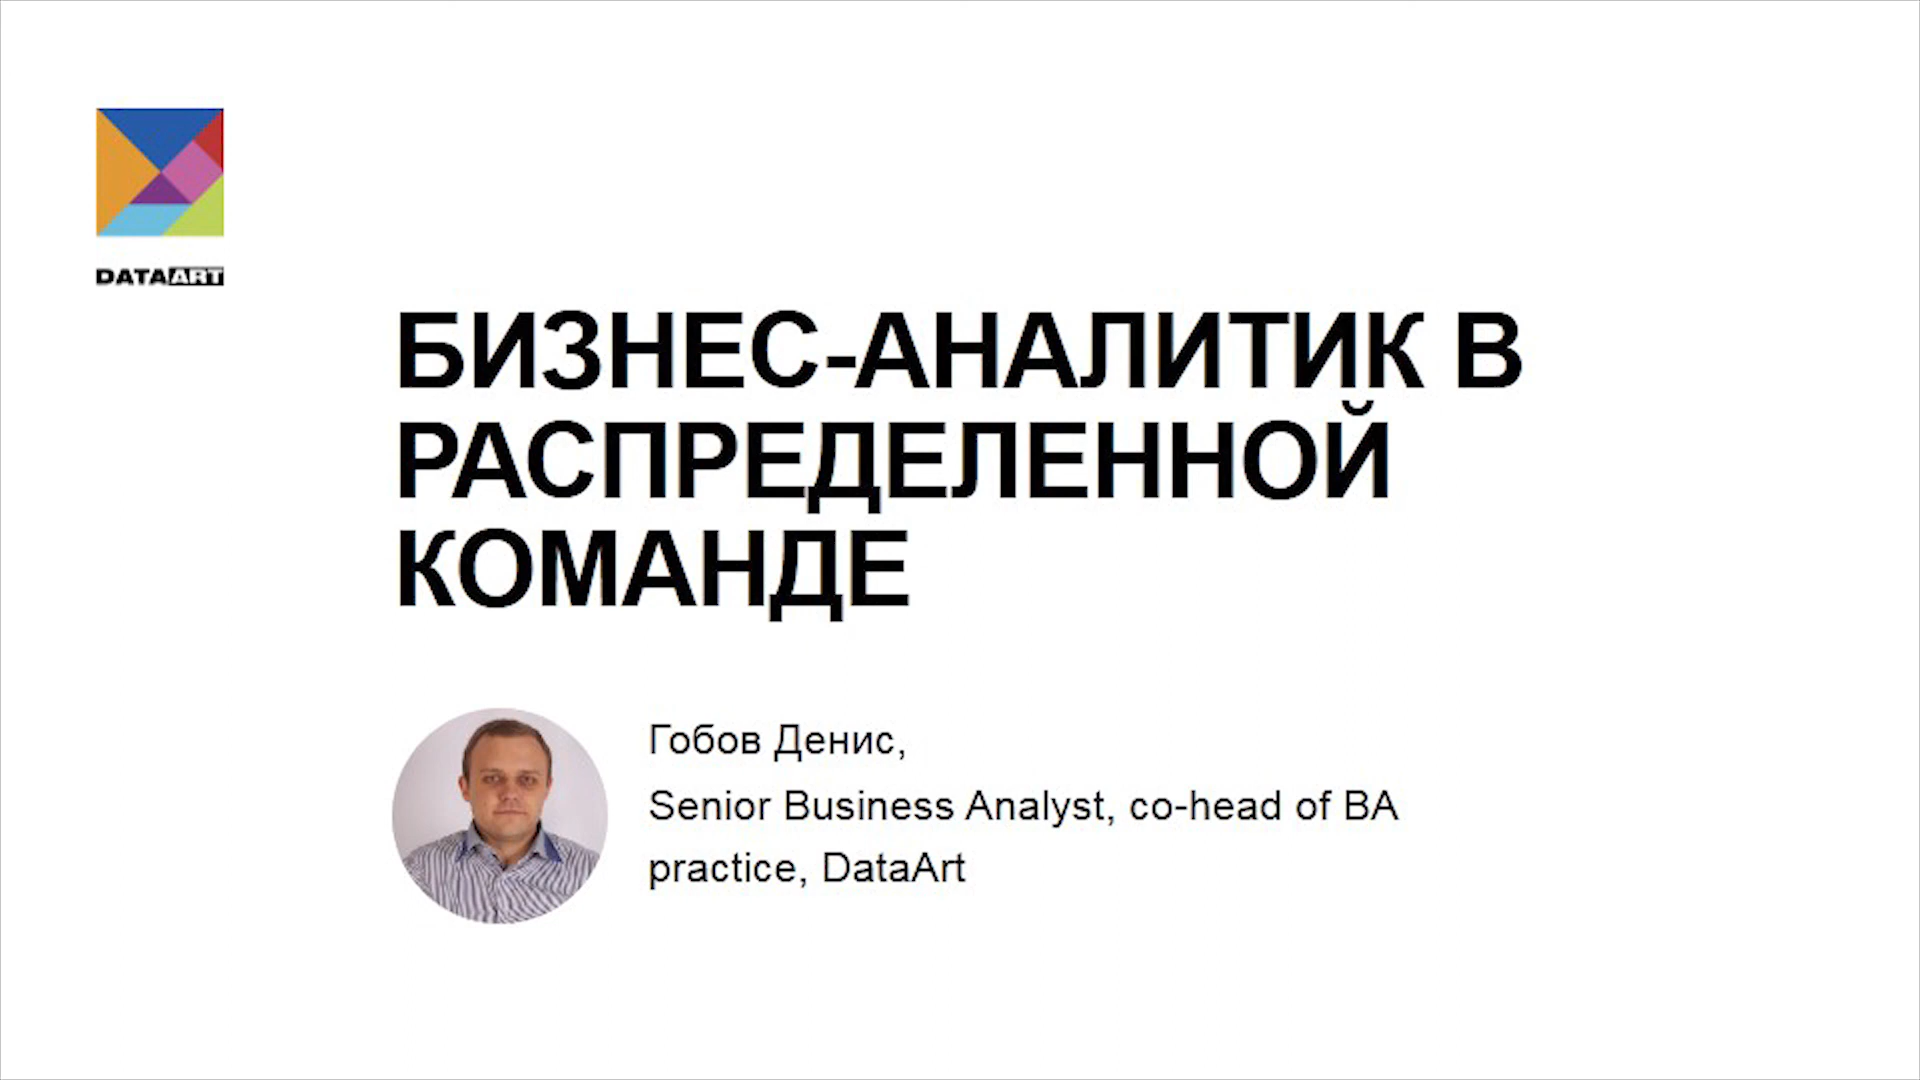 DATAART
БИЗНЕС-АНАЛИТИК В
РАСПРЕДЕЛЕННОЙ
КОМАНДЕ
Гобов Денис,
Senior Business Analyst, co-head of BA
practice, DataArt